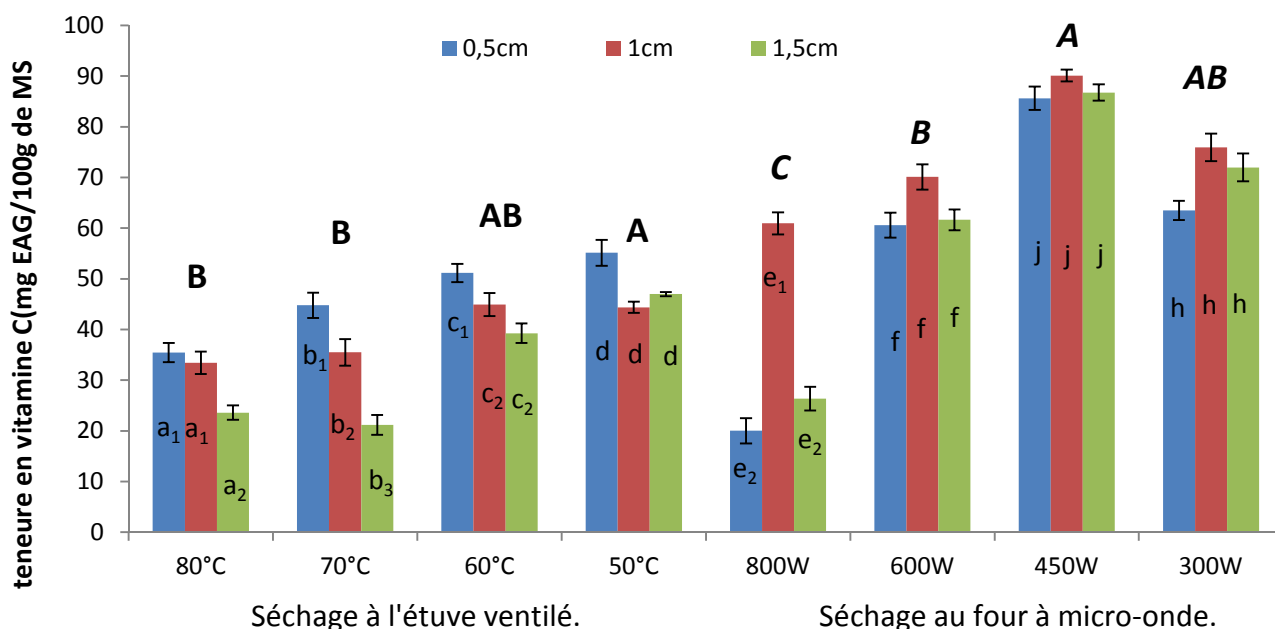 teneure en vitamine C(mg EAG/100g de MS
100
90
80
70
60
50
40
30
20
10
0
0,5cm 1cm 1,5cm
B B AB A C B A AB
a₁ a₁ a₂
b₁ b₂ b₃
c₁ c₂ c₂
d d d
e₂ e₁ e₂
f f f
j j j
h h h
80°C 70°C 60°C 50°C 800W 600W 450W 300W
Séchage à l'étuve ventilé. Séchage au four à micro-onde.